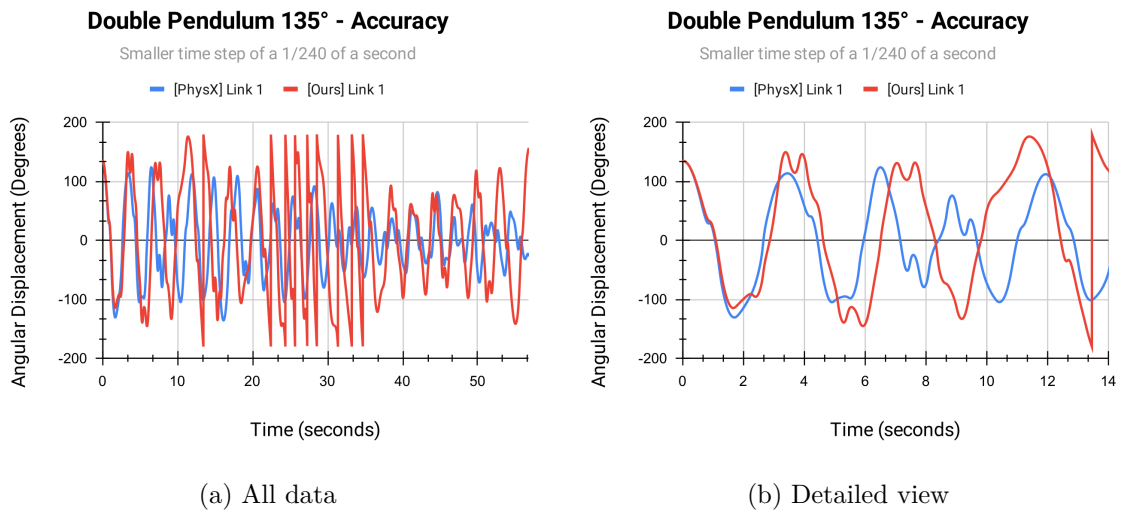 Double Pendulum 135° - Accuracy
Smaller time step of a 1/240 of a second
[PhysX] Link 1 [Ours] Link 1
Angular Displacement (Degrees)
200
100
0
-100
-200
0 10 20 30 40 50
Time (seconds)
(a) All data
Double Pendulum 135° - Accuracy
Smaller time step of a 1/240 of a second
[PhysX] Link 1 [Ours] Link 1
Angular Displacement (Degrees)
200
100
0
-100
-200
0 2 4 6 8 10 12 14
Time (seconds)
(b) Detailed view